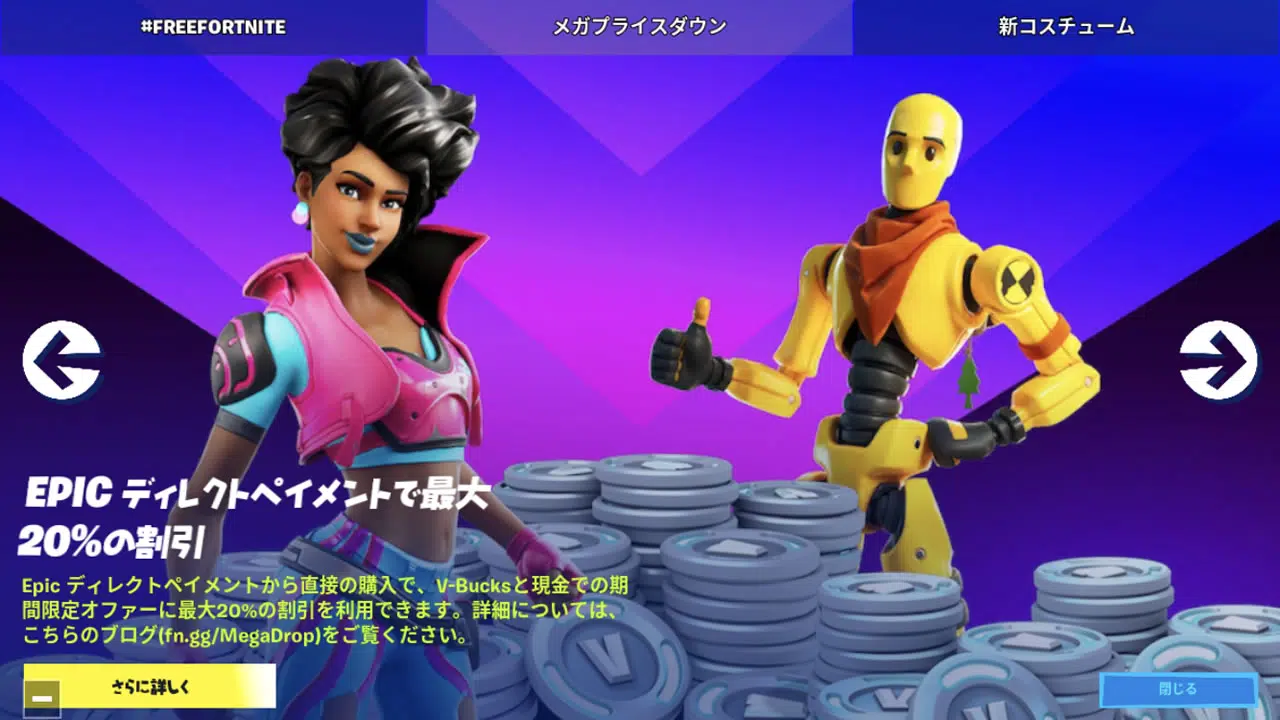 #FREEFORTNITE
メガプライスダウン
新コスチューム
EPIC ディレクトペイメントで最大
20%の割引
Epic ディレクトペイメントから直接の購入で、V-Bucksと現金での期
間限定オファーに最大20%の割引を利用できます。詳細については、
こちらのブログ(fn.gg/MegaDrop)をご覧ください。
さらに詳しく
閉じる